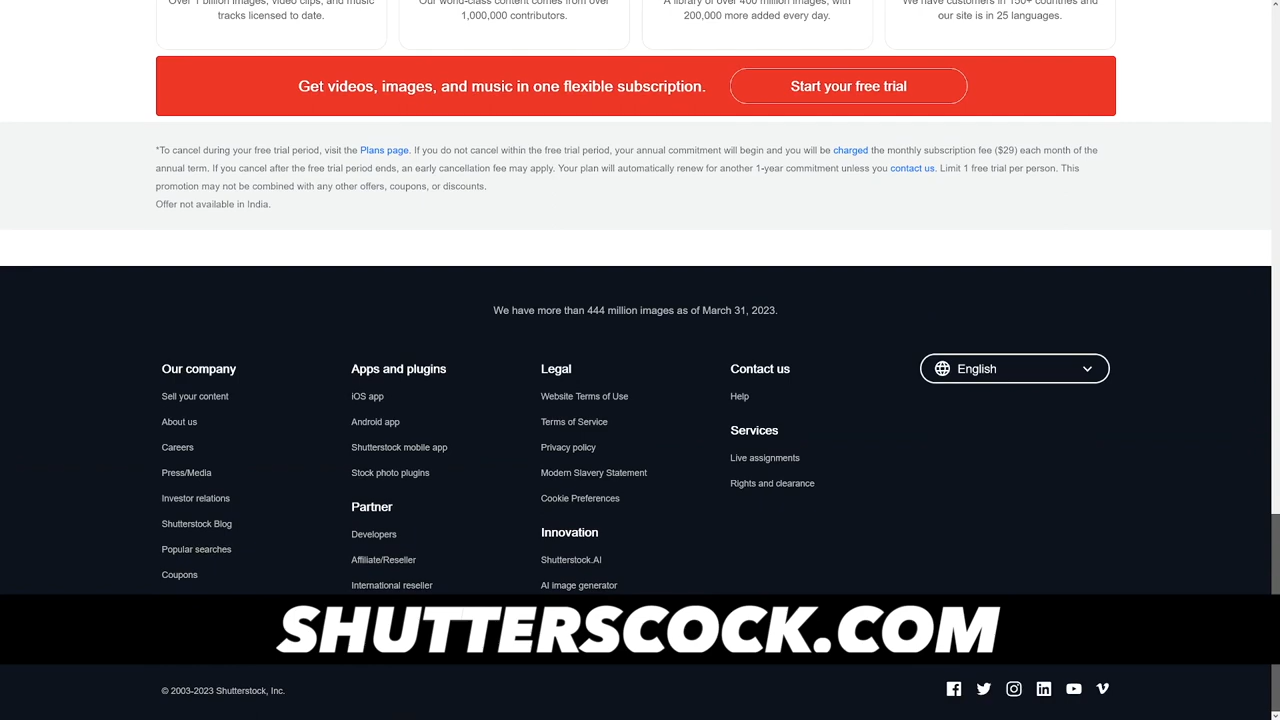 Over 1 billion images, video clips, and music
tracks licensed to date.
Our world-class content comes from over
1,000,000 contributors.
A library of over 400 million images, with
200,000 more added every day.
We have customers in 150+ countries and
our site is in 25 languages.
Get videos, images, and music in one flexible subscription.
Start your free trial
*To cancel during your free trial period, visit the Plans page. If you do not cancel within the free trial period, your annual commitment will begin and you will be charged the monthly subscription fee ($29) each month of the
annual term. If you cancel after the free trial period ends, an early cancellation fee may apply. Your plan will automatically renew for another 1-year commitment unless you contact us. Limit 1 free trial per person. This
promotion may not be combined with any other offers, coupons, or discounts.
Offer not available in India.
We have more than 444 million images as of March 31, 2023.
Our company
Sell your content
About us
Careers
Press/Media
Investor relations
Shutterstock Blog
Popular searches
Coupons
Apps and plugins
iOS app
Android app
Shutterstock mobile app
Stock photo plugins
Partner
Developers
Affiliate/Reseller
International reseller
Legal
Website Terms of Use
Terms of Service
Privacy policy
Modern Slavery Statement
Cookie Preferences
Innovation
Shutterstock.AI
AI image generator
Contact us
Help
Services
Live assignments
Rights and clearance
English
SHUTTERSCOCK.COM
© 2003-2023 Shutterstock, Inc.